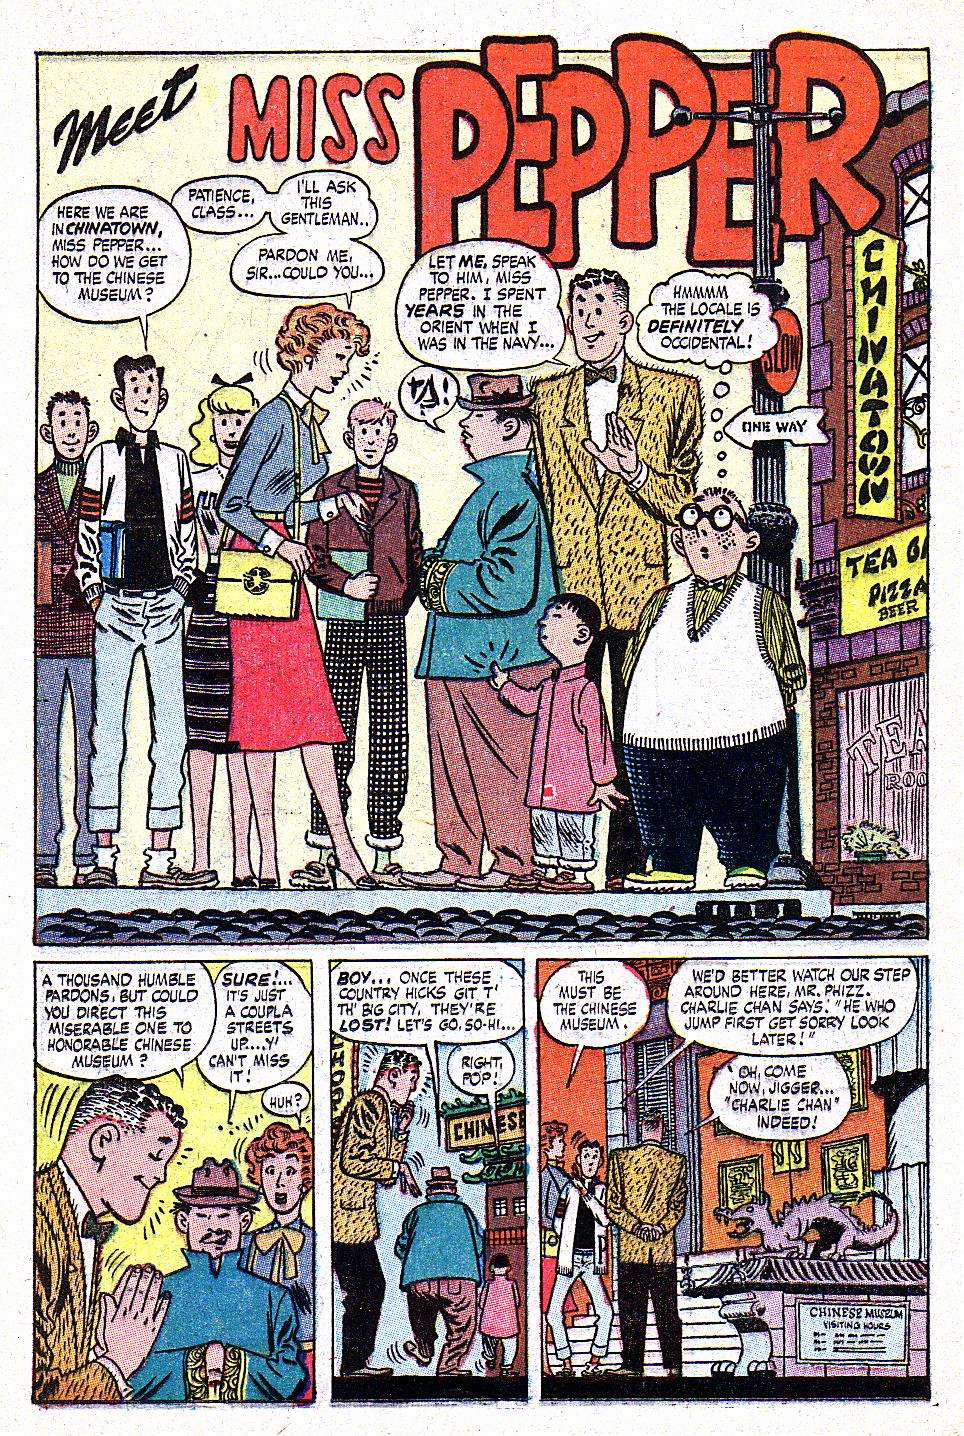 Meet
MISS PEPPER
HERE WE ARE
IN CHINATOWN,
MISS PEPPER...
HOW DO WE GET
TO THE CHINESE
MUSEUM?
PATIENCE,
CLASS...
I'LL ASK
THIS
GENTLEMAN..
PARDON ME,
SIR...COULD YOU...
LET ME, SPEAK
TO HIM, MISS
PEPPER. I SPENT
YEARS IN THE
ORIENT WHEN I
WAS IN THE NAVY...
HMMMM
THE LOCALE IS
DEFINITELY
OCCIDENTAL!
SLOW
ONE WAY
CHINATOWN
TEA GA
PIZZA
BEER
TEA
ROO
A THOUSAND HUMBLE
PARDONS, BUT COULD
YOU DIRECT THIS
MISERABLE ONE TO
HONORABLE CHINESE
MUSEUM?
SURE!...
IT'S JUST
A COUPLA
STREETS
UP....Y'
CAN'T MISS
IT!
HUH?
BOY... ONCE THESE
COUNTRY HICKS GIT T'
TH' BIG CITY, THEY'RE
LOST! LET'S GO, SO-HI...
RIGHT,
POP!
CHINESE
THIS
MUST BE
THE CHINESE
MUSEUM.
WE'D BETTER WATCH OUR STEP
AROUND HERE, MR. PHIZZ.
CHARLIE CHAN SAYS. "HE WHO
JUMP FIRST GET SORRY LOOK
LATER!"
OH, COME
NOW, JIGGER...
"CHARLIE CHAN"
INDEED!
CHINESE MUSEUM
VISITING HOURS